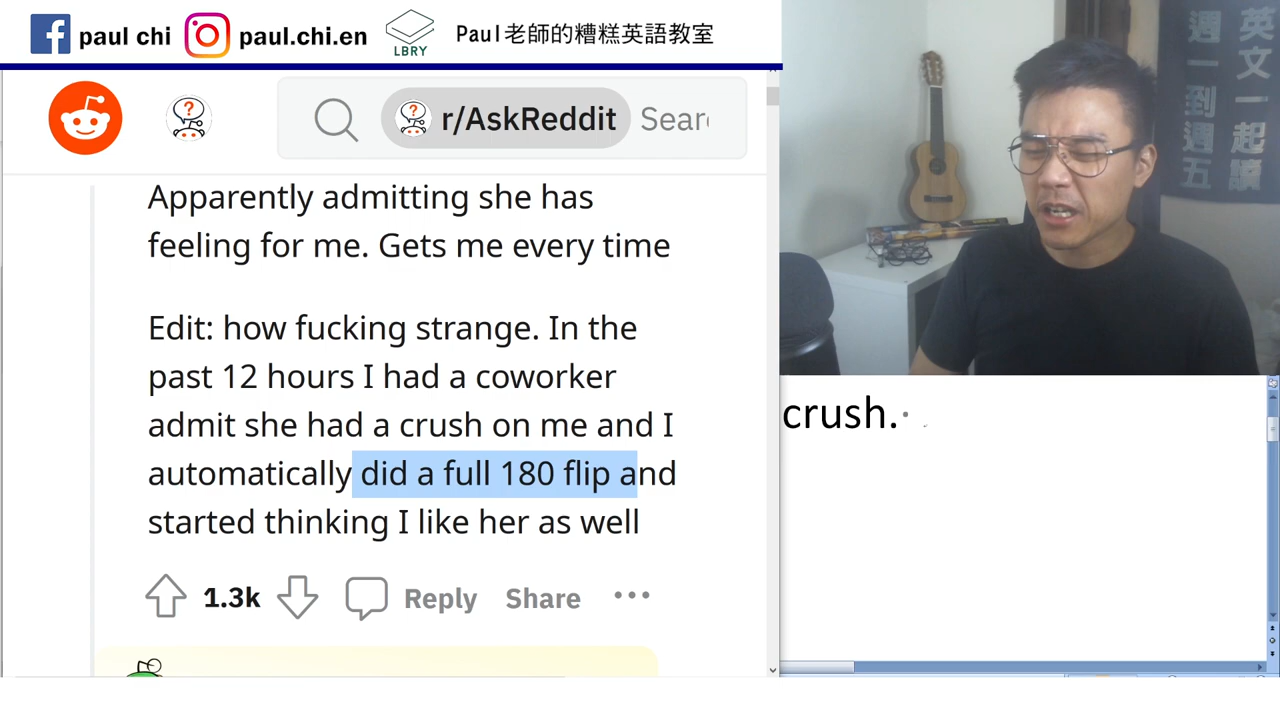 paul chi paul.chi.en LBRY Paul老師的糟糕英語教室
r/AskReddit Sear
Apparently admitting she has
feeling for me. Gets me every time
Edit: how fucking strange. In the
past 12 hours I had a coworker
admit she had a crush on me and I
automatically did a full 180 flip and
started thinking I like her as well
1.3k Reply Share
英文一起讀
週一到週五
crush.